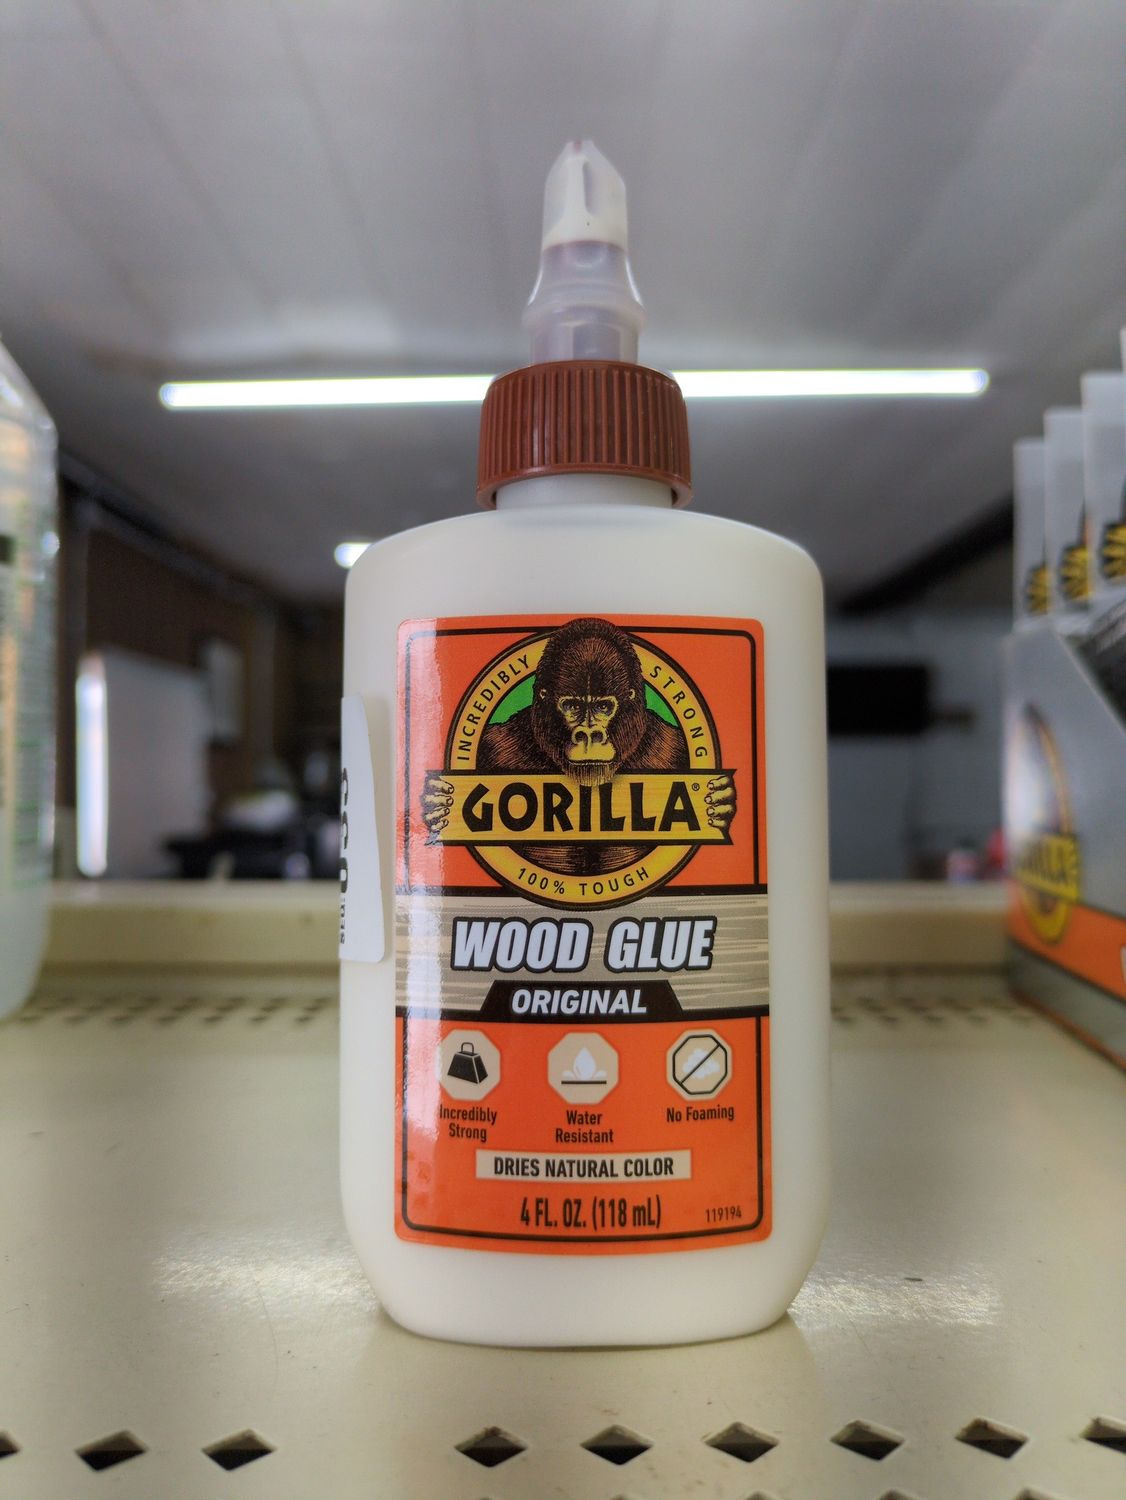 INCREDIBLY STRONG
GORILLA®
100% TOUGH
WOOD GLUE
ORIGINAL
Incredibly
Strong
Water
Resistant
No Foaming
DRIES NATURAL COLOR
4 FL. OZ. (118 mL)
119194